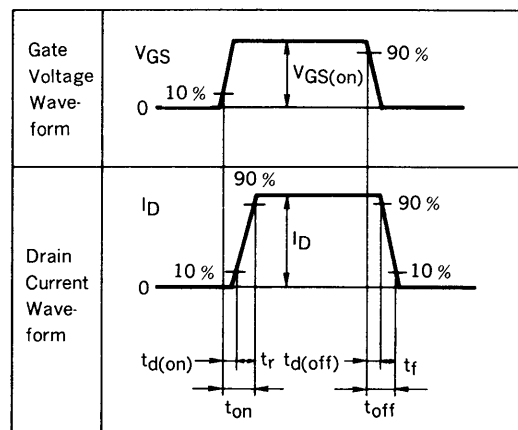 Gate
Voltage
Wave-
form
VGS
10 %
0
VGS(on)
90 %
Drain
Current
Wave-
form
ID
90 %
10 %
0
ID
90 %
10 %
td(on)
tr
td(off)
tf
ton
toff